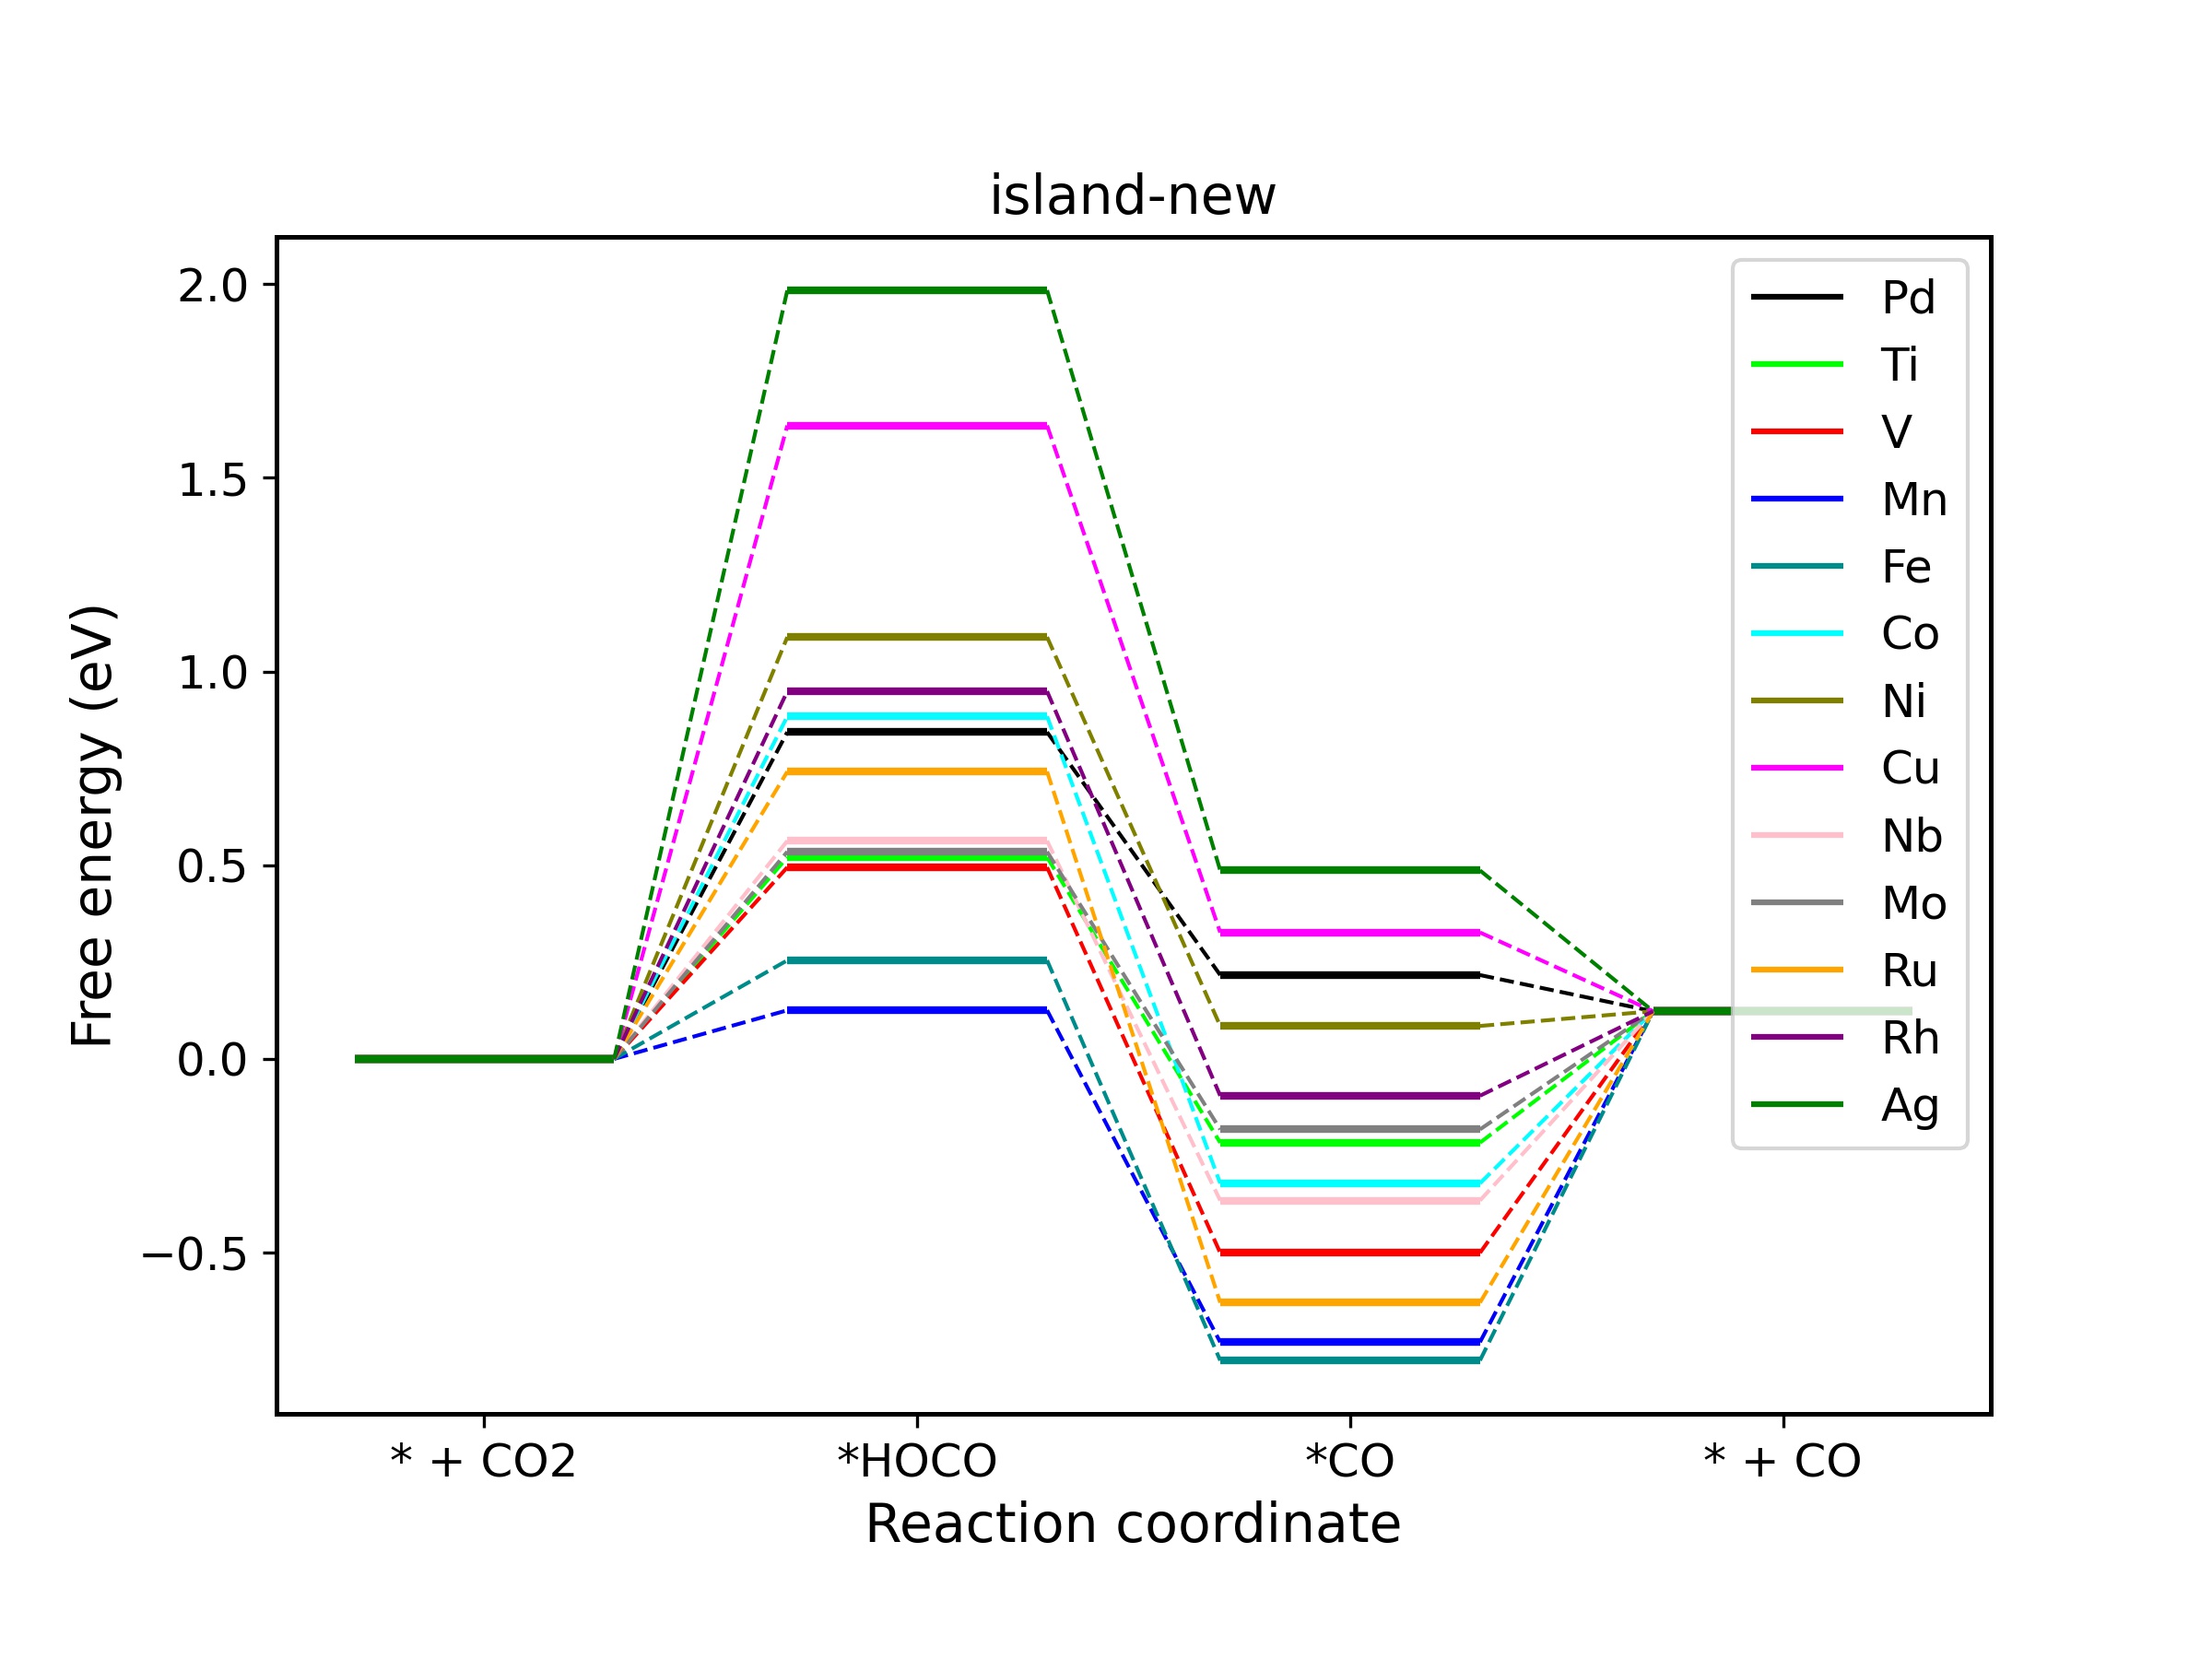 island-new
Free energy (eV)
2.0
1.5
1.0
0.5
0.0
−0.5
Pd
Ti
V
Mn
Fe
Co
Ni
Cu
Nb
Mo
Ru
Rh
Ag
* + CO2
*HOCO
*CO
* + CO
Reaction coordinate